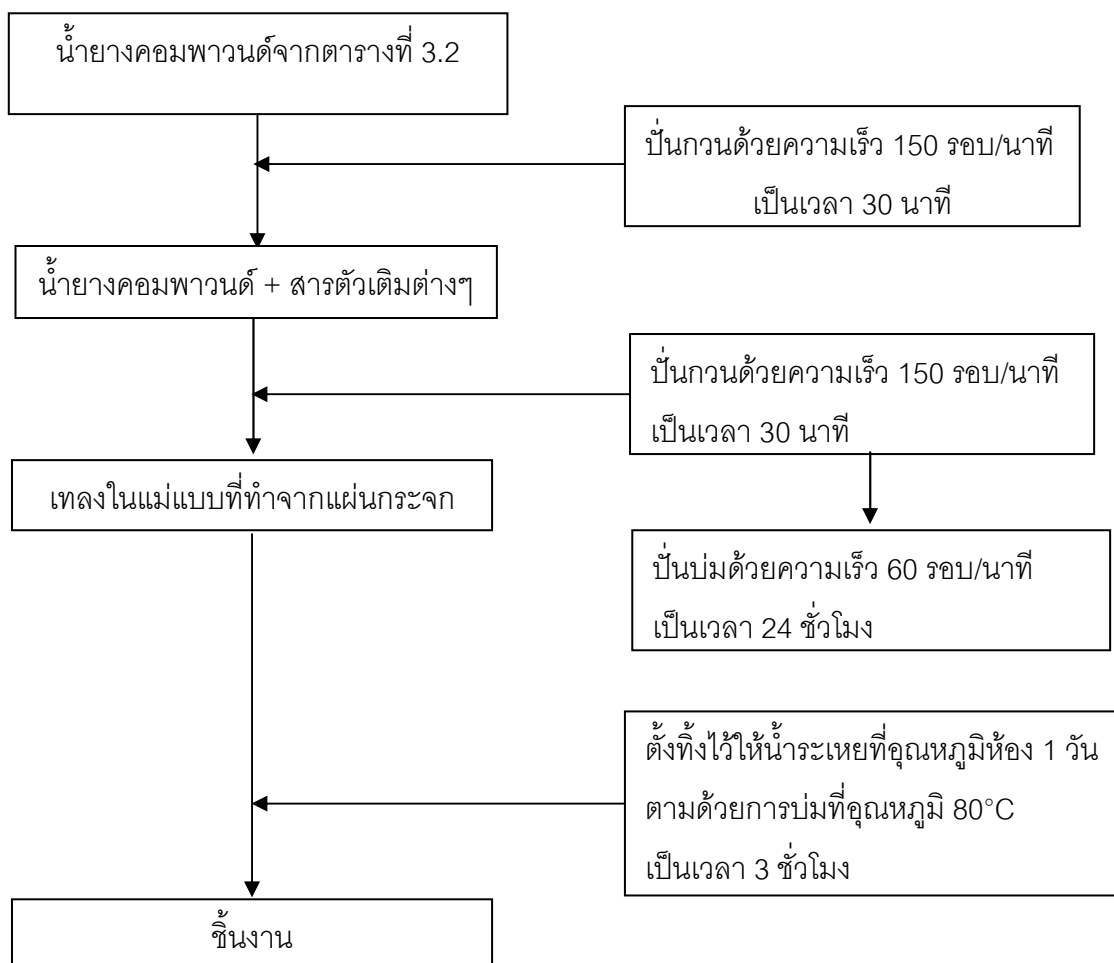 น้ำยางคอมพาวนด์จากตารางที่ 3.2
ปั่นกวนด้วยความเร็ว 150 รอบ/นาที
เป็นเวลา 30 นาที
น้ำยางคอมพาวนด์ + สารตัวเติมต่างๆ
ปั่นกวนด้วยความเร็ว 150 รอบ/นาที
เป็นเวลา 30 นาที
เทลงในแม่แบบที่ทำจากแผ่นกระจก
ปั่นบ่มด้วยความเร็ว 60 รอบ/นาที
เป็นเวลา 24 ชั่วโมง
ตั้งทิ้งไว้ให้น้ำระเหยที่อุณหภูมิห้อง 1 วัน
ตามด้วยการบ่มที่อุณหภูมิ 80°C
เป็นเวลา 3 ชั่วโมง
ชิ้นงาน